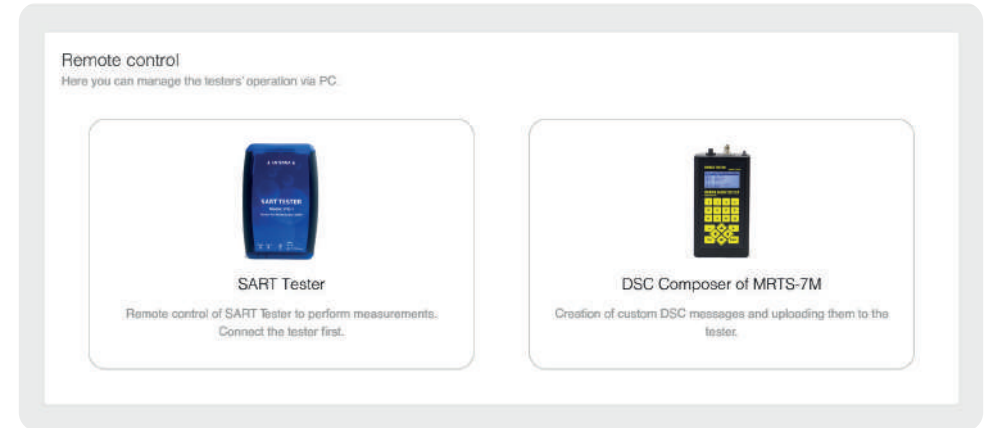 Remote control
Here you can manage the testers' operation via PC.
SART TESTER
SART Tester
Remote control of SART Tester to perform measurements.
Connect the tester first.
DSC Composer of MRTS-7M
Creation of custom DSC messages and uploading them to the
tester.